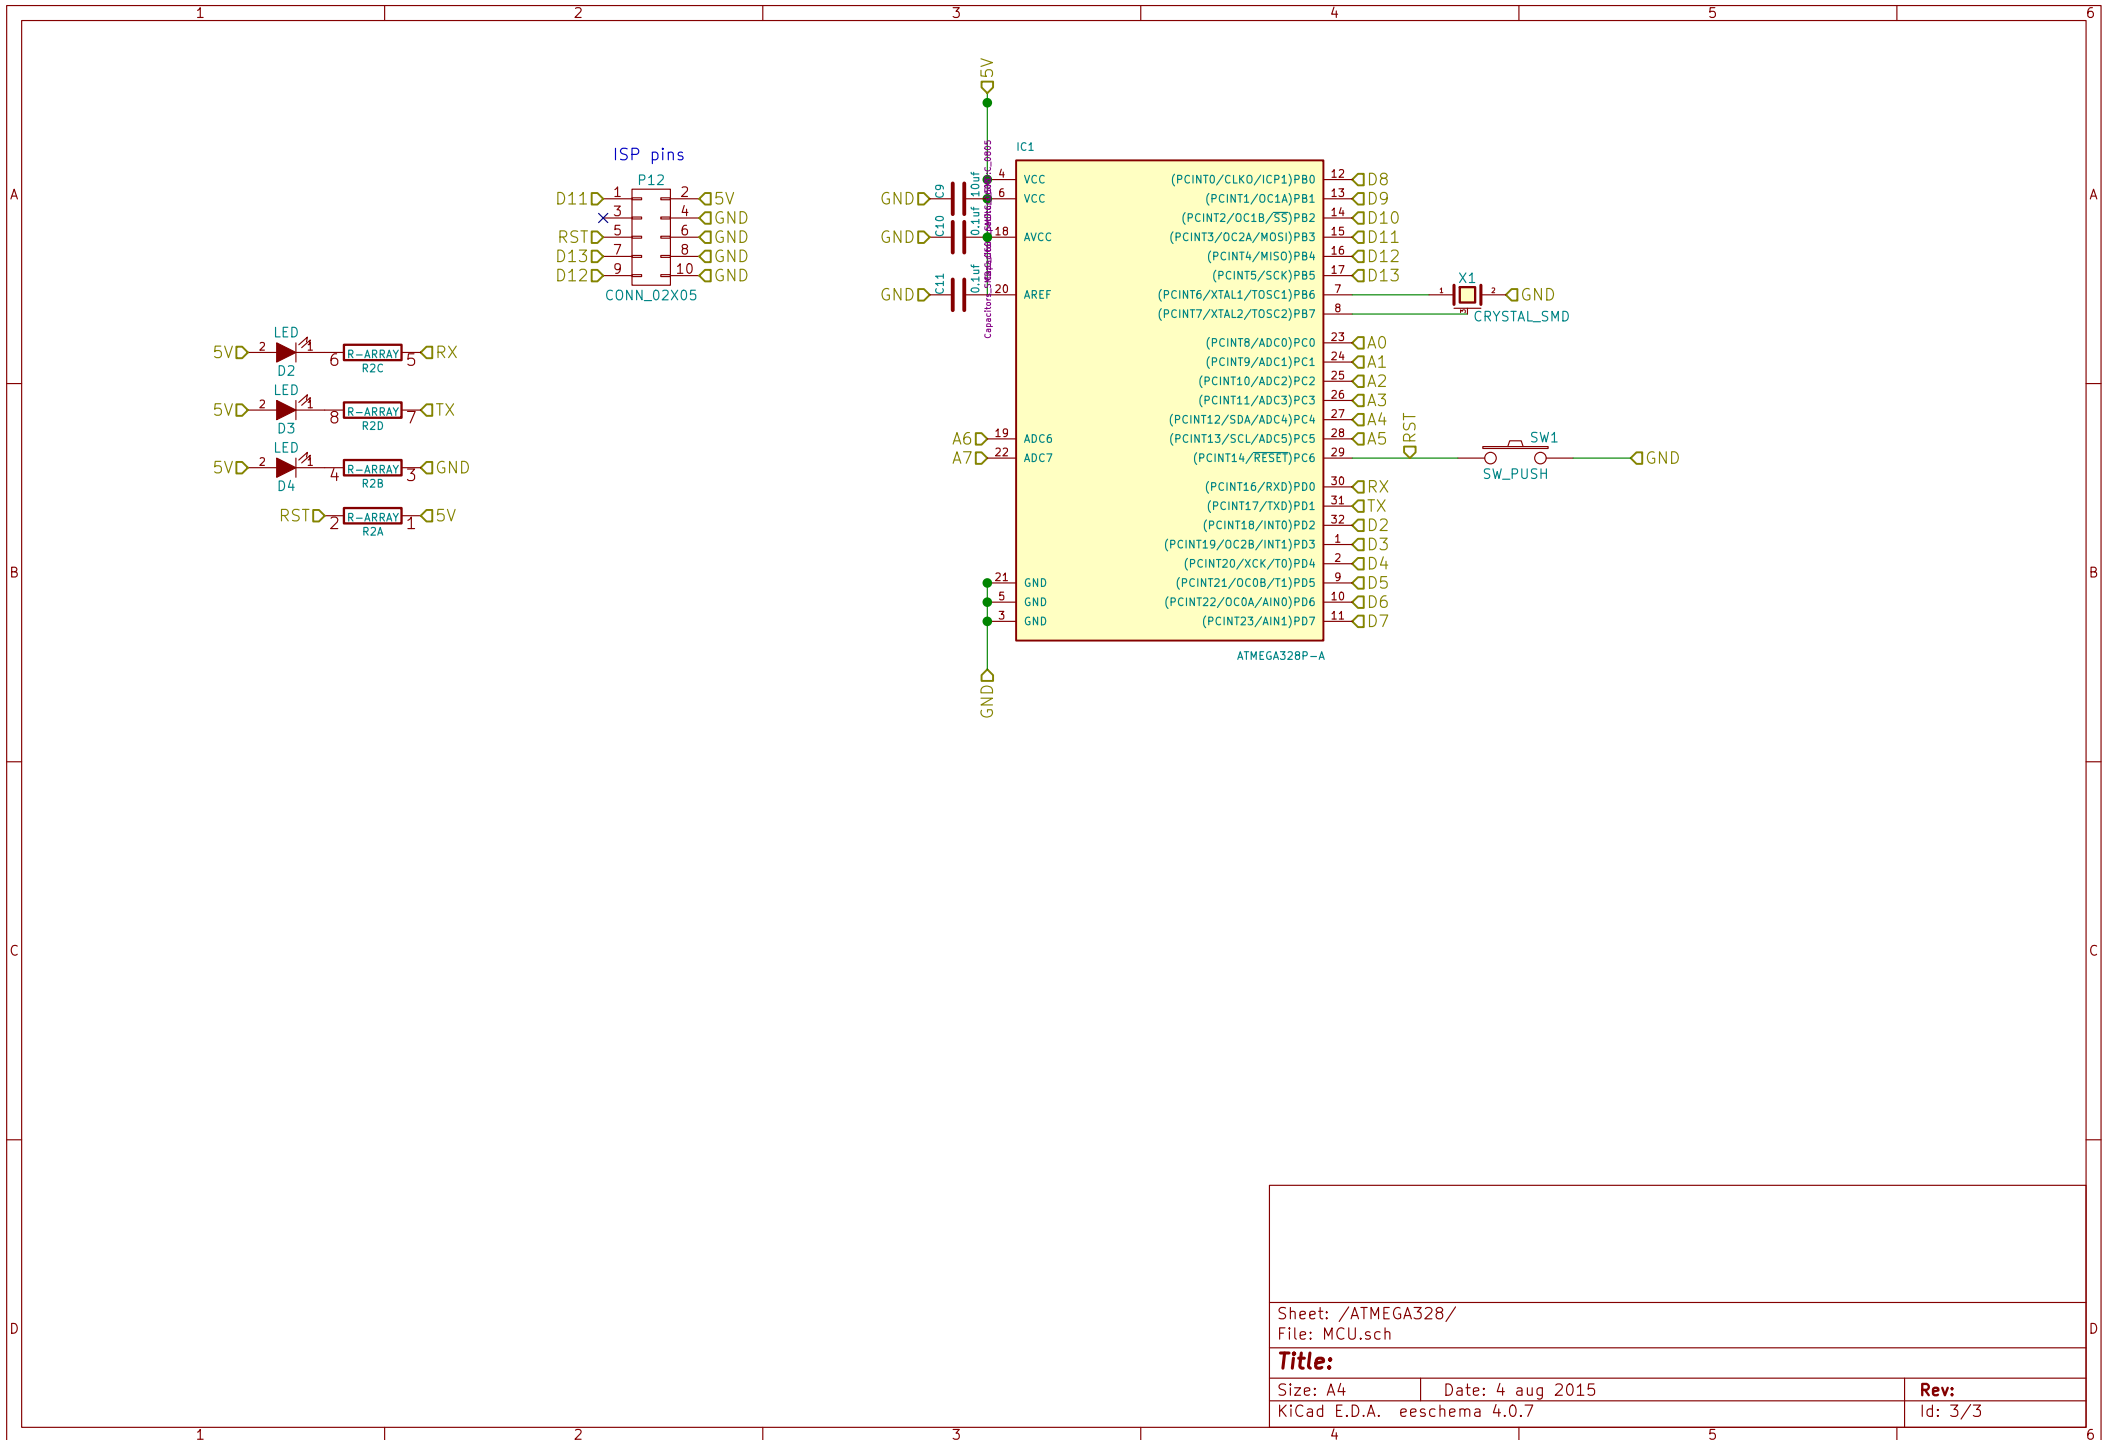 1 2 3 4 5 6
A A
B B
C C
D D
5V
ISP pins
P12
D11 1 2 5V
3 4 GND
RST 5 6 GND
D13 7 8 GND
D12 9 10 GND
CONN_02X05
LED
5V 2 1 6 R-ARRAY 5 RX
D2 R2C
LED
5V 2 1 8 R-ARRAY 7 TX
D3 R2D
LED
5V 2 1 4 R-ARRAY 3 GND
D4 R2B
RST 2 R-ARRAY 1 5V
R2A
GND C9 10uf
GND C10 0.1uf
GND C11 0.1uf
IC1
4 VCC
6 VCC
18 AVCC
20 AREF
A6 19 ADC6
A7 22 ADC7
21 GND
5 GND
3 GND
GND
(PCINT0/CLKO/ICP1)PB0 12 D8
(PCINT1/OC1A)PB1 13 D9
(PCINT2/OC1B/SS)PB2 14 D10
(PCINT3/OC2A/MOSI)PB3 15 D11
(PCINT4/MISO)PB4 16 D12
(PCINT5/SCK)PB5 17 D13
(PCINT6/XTAL1/TOSC1)PB6 7
(PCINT7/XTAL2/TOSC2)PB7 8
(PCINT8/ADC0)PC0 23 A0
(PCINT9/ADC1)PC1 24 A1
(PCINT10/ADC2)PC2 25 A2
(PCINT11/ADC3)PC3 26 A3
(PCINT12/SDA/ADC4)PC4 27 A4
(PCINT13/SCL/ADC5)PC5 28 A5
(PCINT14/RESET)PC6 29
(PCINT16/RXD)PD0 30 RX
(PCINT17/TXD)PD1 31 TX
(PCINT18/INT0)PD2 32 D2
(PCINT19/OC2B/INT1)PD3 1 D3
(PCINT20/XCK/T0)PD4 2 D4
(PCINT21/OC0B/T1)PD5 9 D5
(PCINT22/OC0A/AIN0)PD6 10 D6
(PCINT23/AIN1)PD7 11 D7
ATMEGA328P-A
X1
1 2 GND
3
CRYSTAL_SMD
RST
SW1
SW_PUSH
GND
Sheet: /ATMEGA328/
File: MCU.sch
Title:
Size: A4 Date: 4 aug 2015 Rev:
KiCad E.D.A. eeschema 4.0.7 Id: 3/3
1 2 3 4 5 6